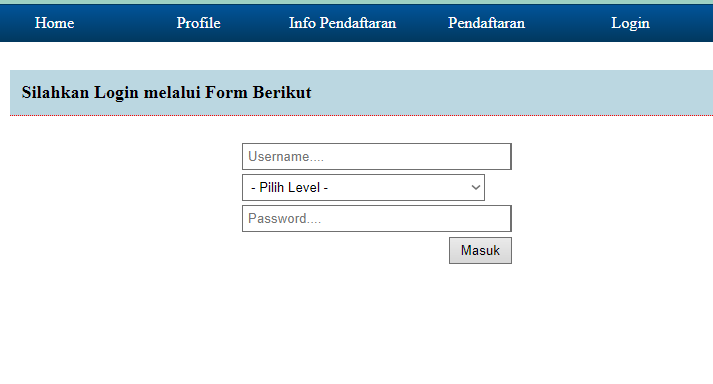 Home Profile Info Pendaftaran Pendaftaran Login
Silahkan Login melalui Form Berikut
Username....
- Pilih Level -
Password....
Masuk